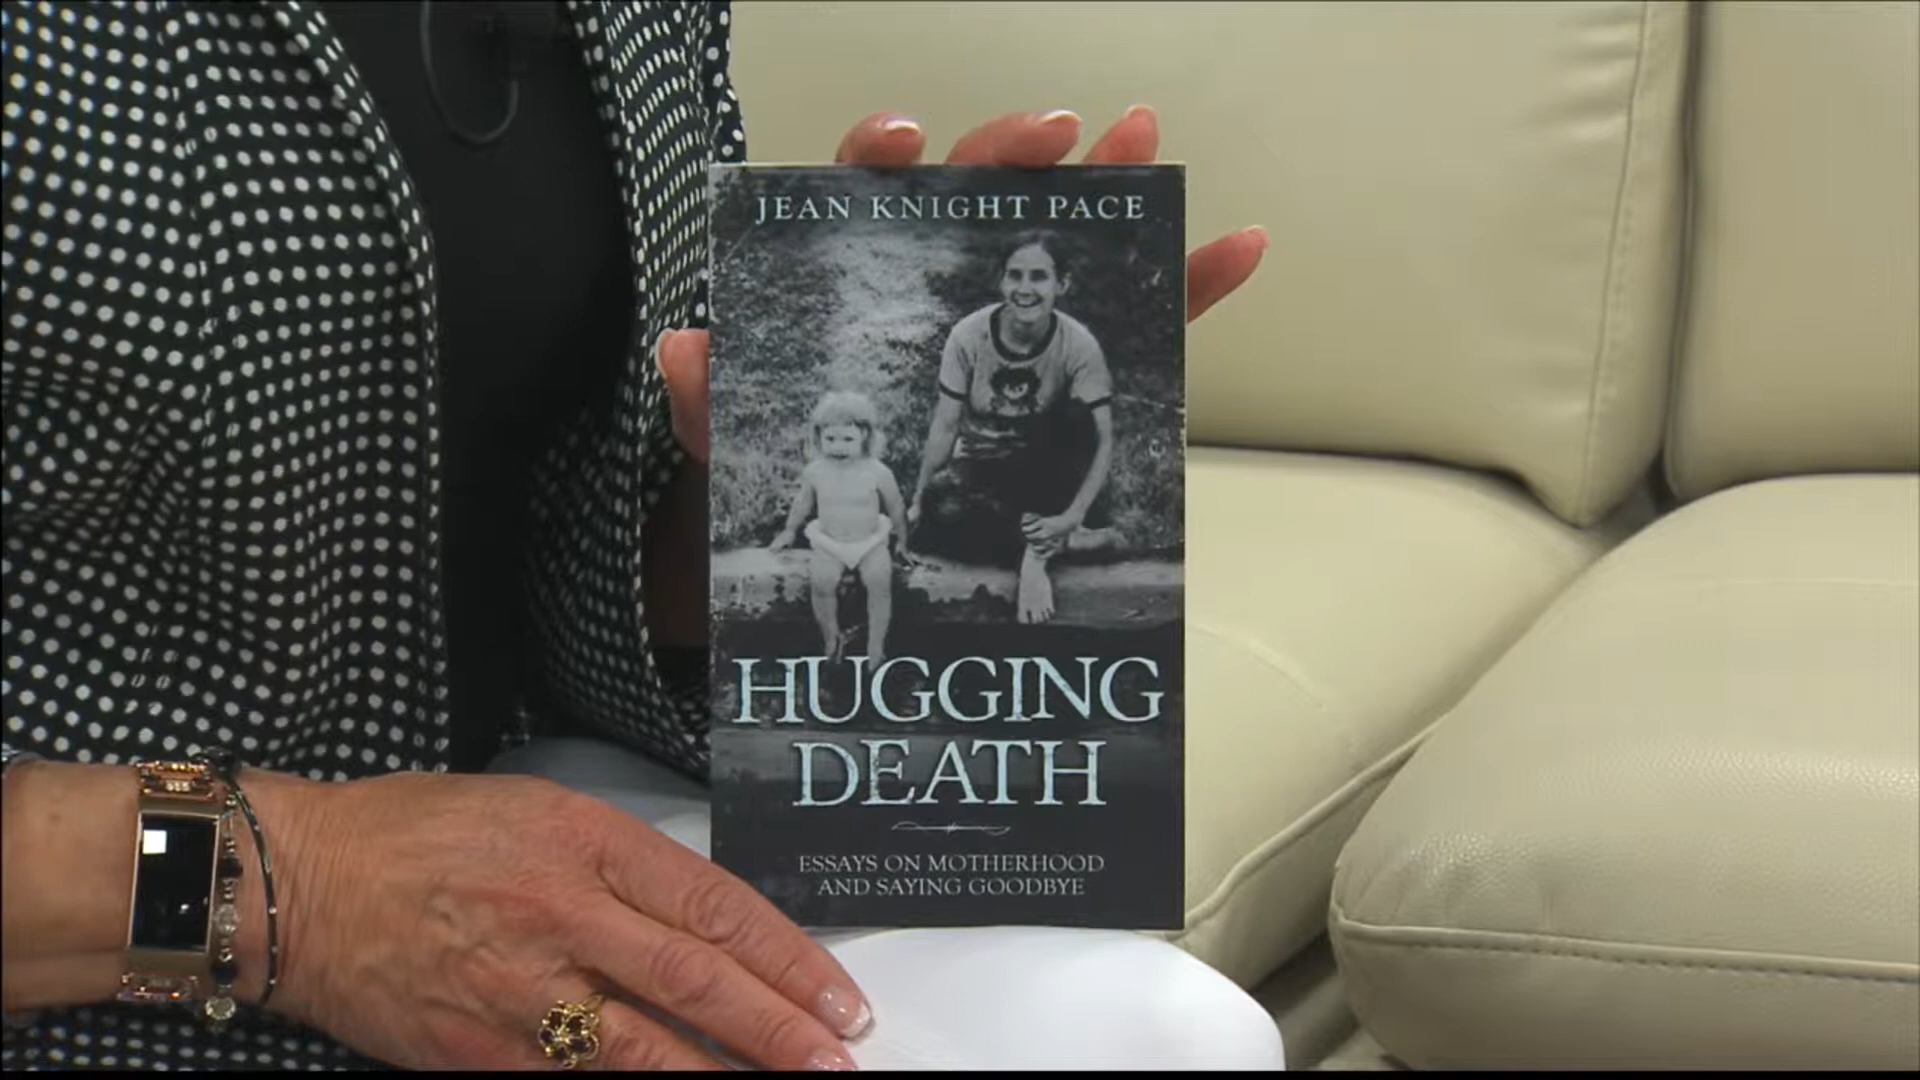 JEAN KNIGHT PACE
HUGGING
DEATH
ESSAYS ON MOTHERHOOD
AND SAYING GOODBYE